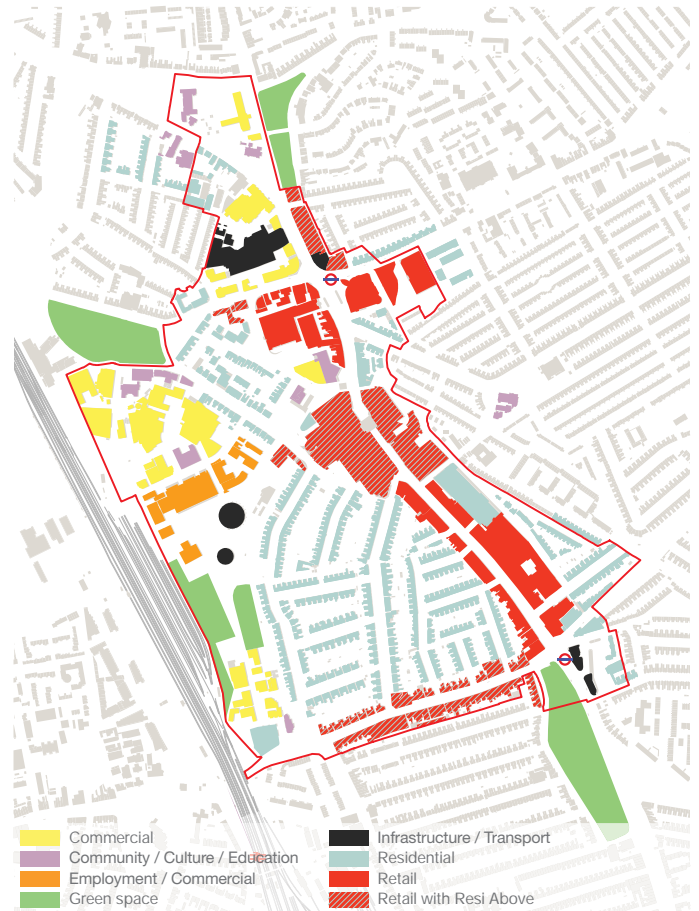 Commercial
Community / Culture / Education
Employment / Commercial
Green space
Infrastructure / Transport
Residential
Retail
Retail with Resi Above